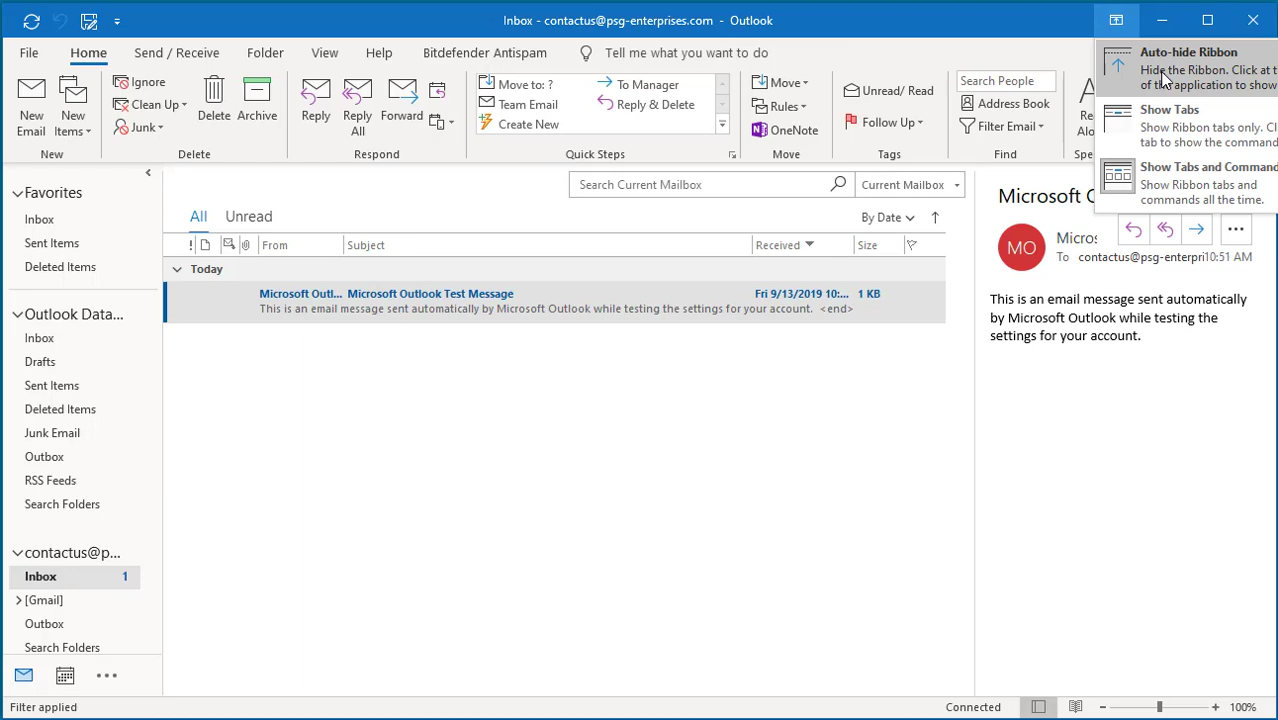 Inbox - contactus@psg-enterprises.com - Outlook
File Home Send / Receive Folder View Help Bitdefender Antispam Tell me what you want to do
Auto-hide Ribbon
Hide the Ribbon. Click at t
of the application to show
Show Tabs
Show Ribbon tabs only. Cl
tab to show the command
Show Tabs and Command
Show Ribbon tabs and
commands all the time.
New Email
New Items
New
Ignore
Clean Up
Junk
Delete
Archive
Delete
Reply
Reply All
Forward
Respond
Move to: ?
Team Email
Create New
To Manager
Reply & Delete
Quick Steps
Move
Rules
OneNote
Move
Unread/ Read
Follow Up
Tags
Search People
Address Book
Filter Email
Find
Favorites
Inbox
Sent Items
Deleted Items
Outlook Data...
Inbox
Drafts
Sent Items
Deleted Items
Junk Email
Outbox
RSS Feeds
Search Folders
contactus@p...
Inbox 1
[Gmail]
Outbox
Search Folders
Search Current Mailbox Current Mailbox
All Unread By Date
From Subject Received Size
Today
Microsoft Outl... Microsoft Outlook Test Message Fri 9/13/2019 10:... 1 KB
This is an email message sent automatically by Microsoft Outlook while testing the settings for your account. <end>
Microsoft
MO
Micros
To contactus@psg-enterpri 10:51 AM
This is an email message sent automatically
by Microsoft Outlook while testing the
settings for your account.
Filter applied Connected 100%